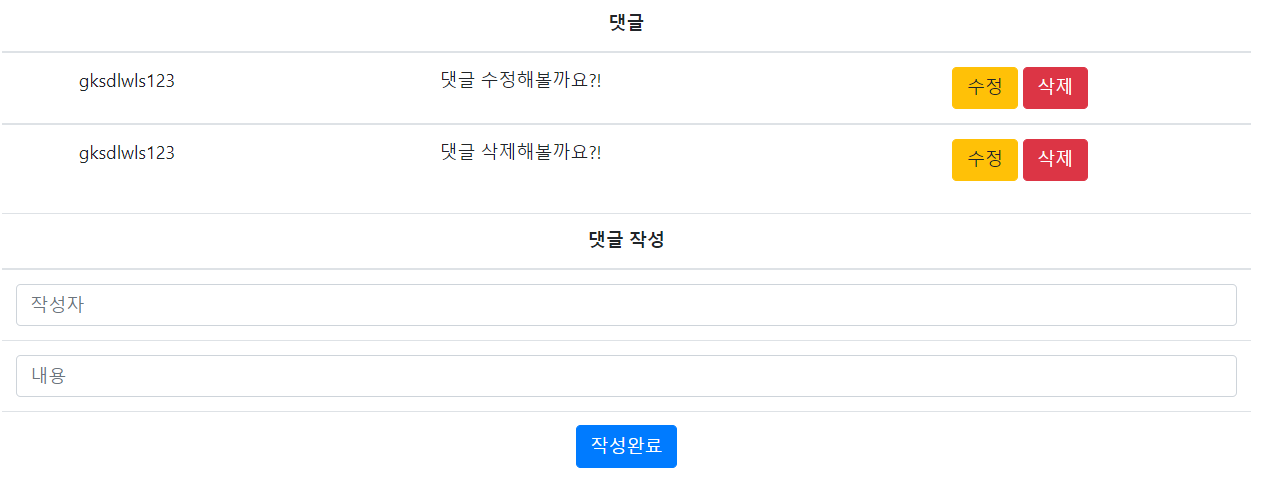 댓글
gksdlwls123 댓글 수정해볼까요?! 수정 삭제
gksdlwls123 댓글 삭제해볼까요?! 수정 삭제
댓글 작성
작성자
내용
작성완료